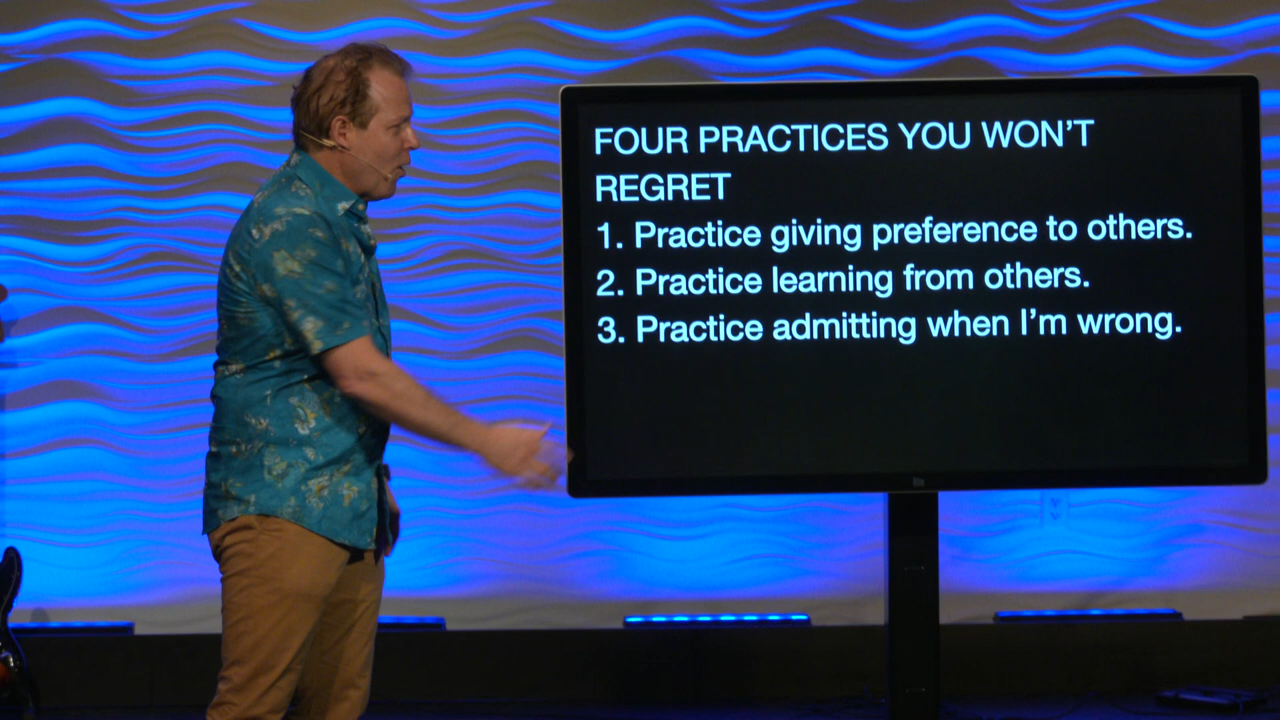 FOUR PRACTICES YOU WON'T
REGRET
1. Practice giving preference to others.
2. Practice learning from others.
3. Practice admitting when I'm wrong.